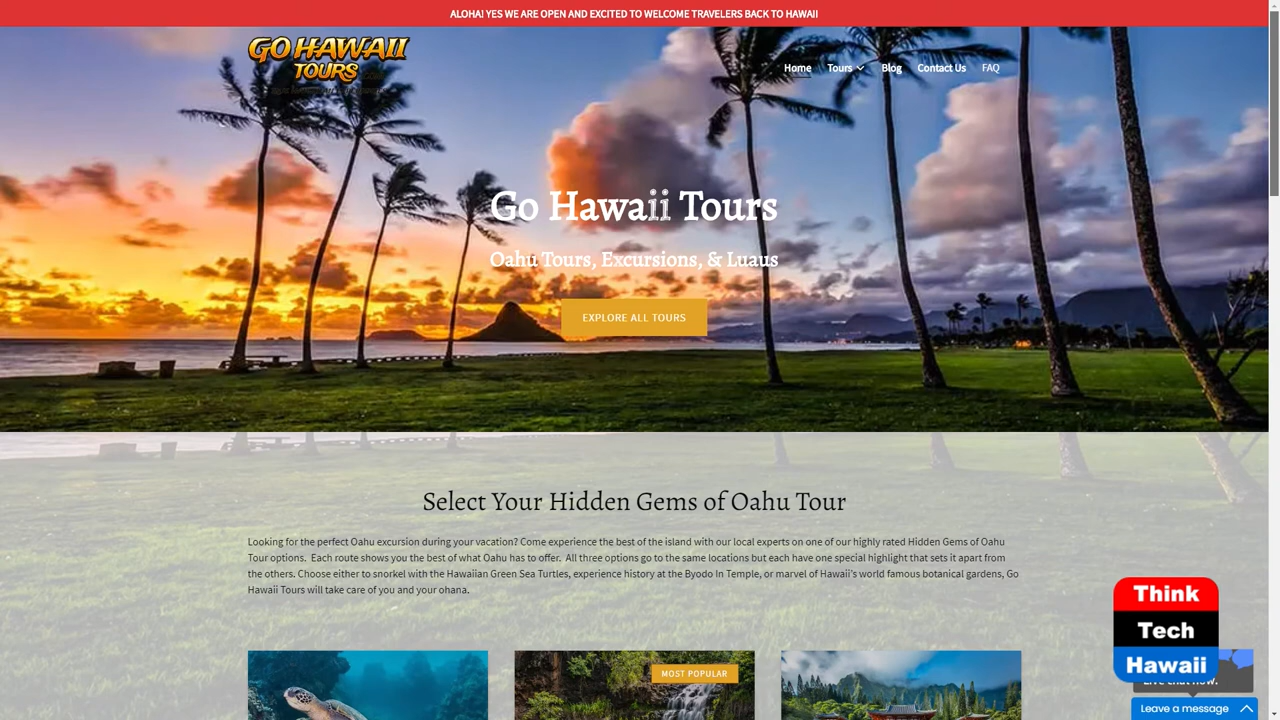 ALOHA! YES WE ARE OPEN AND EXCITED TO WELCOME TRAVELERS BACK TO HAWAII
GO HAWAII
TOURS
Home
Tours
Blog
Contact Us
FAQ
Go Hawaii Tours
Oahu Tours, Excursions, & Luaus
EXPLORE ALL TOURS
Select Your Hidden Gems of Oahu Tour
Looking for the perfect Oahu excursion during your vacation? Come experience the best of the island with our local experts on one of our highly rated Hidden Gems of Oahu
Tour options. Each route shows you the best of what Oahu has to offer. All three options go to the same locations but each have one special highlight that sets it apart from
the others. Choose either to snorkel with the Hawaiian Green Sea Turtles, experience history at the Byodo In Temple, or marvel of Hawaii's world famous botanical gardens, Go
Hawaii Tours will take care of you and your ohana.
MOST POPULAR
Think
Tech
Hawaii
Leave a message